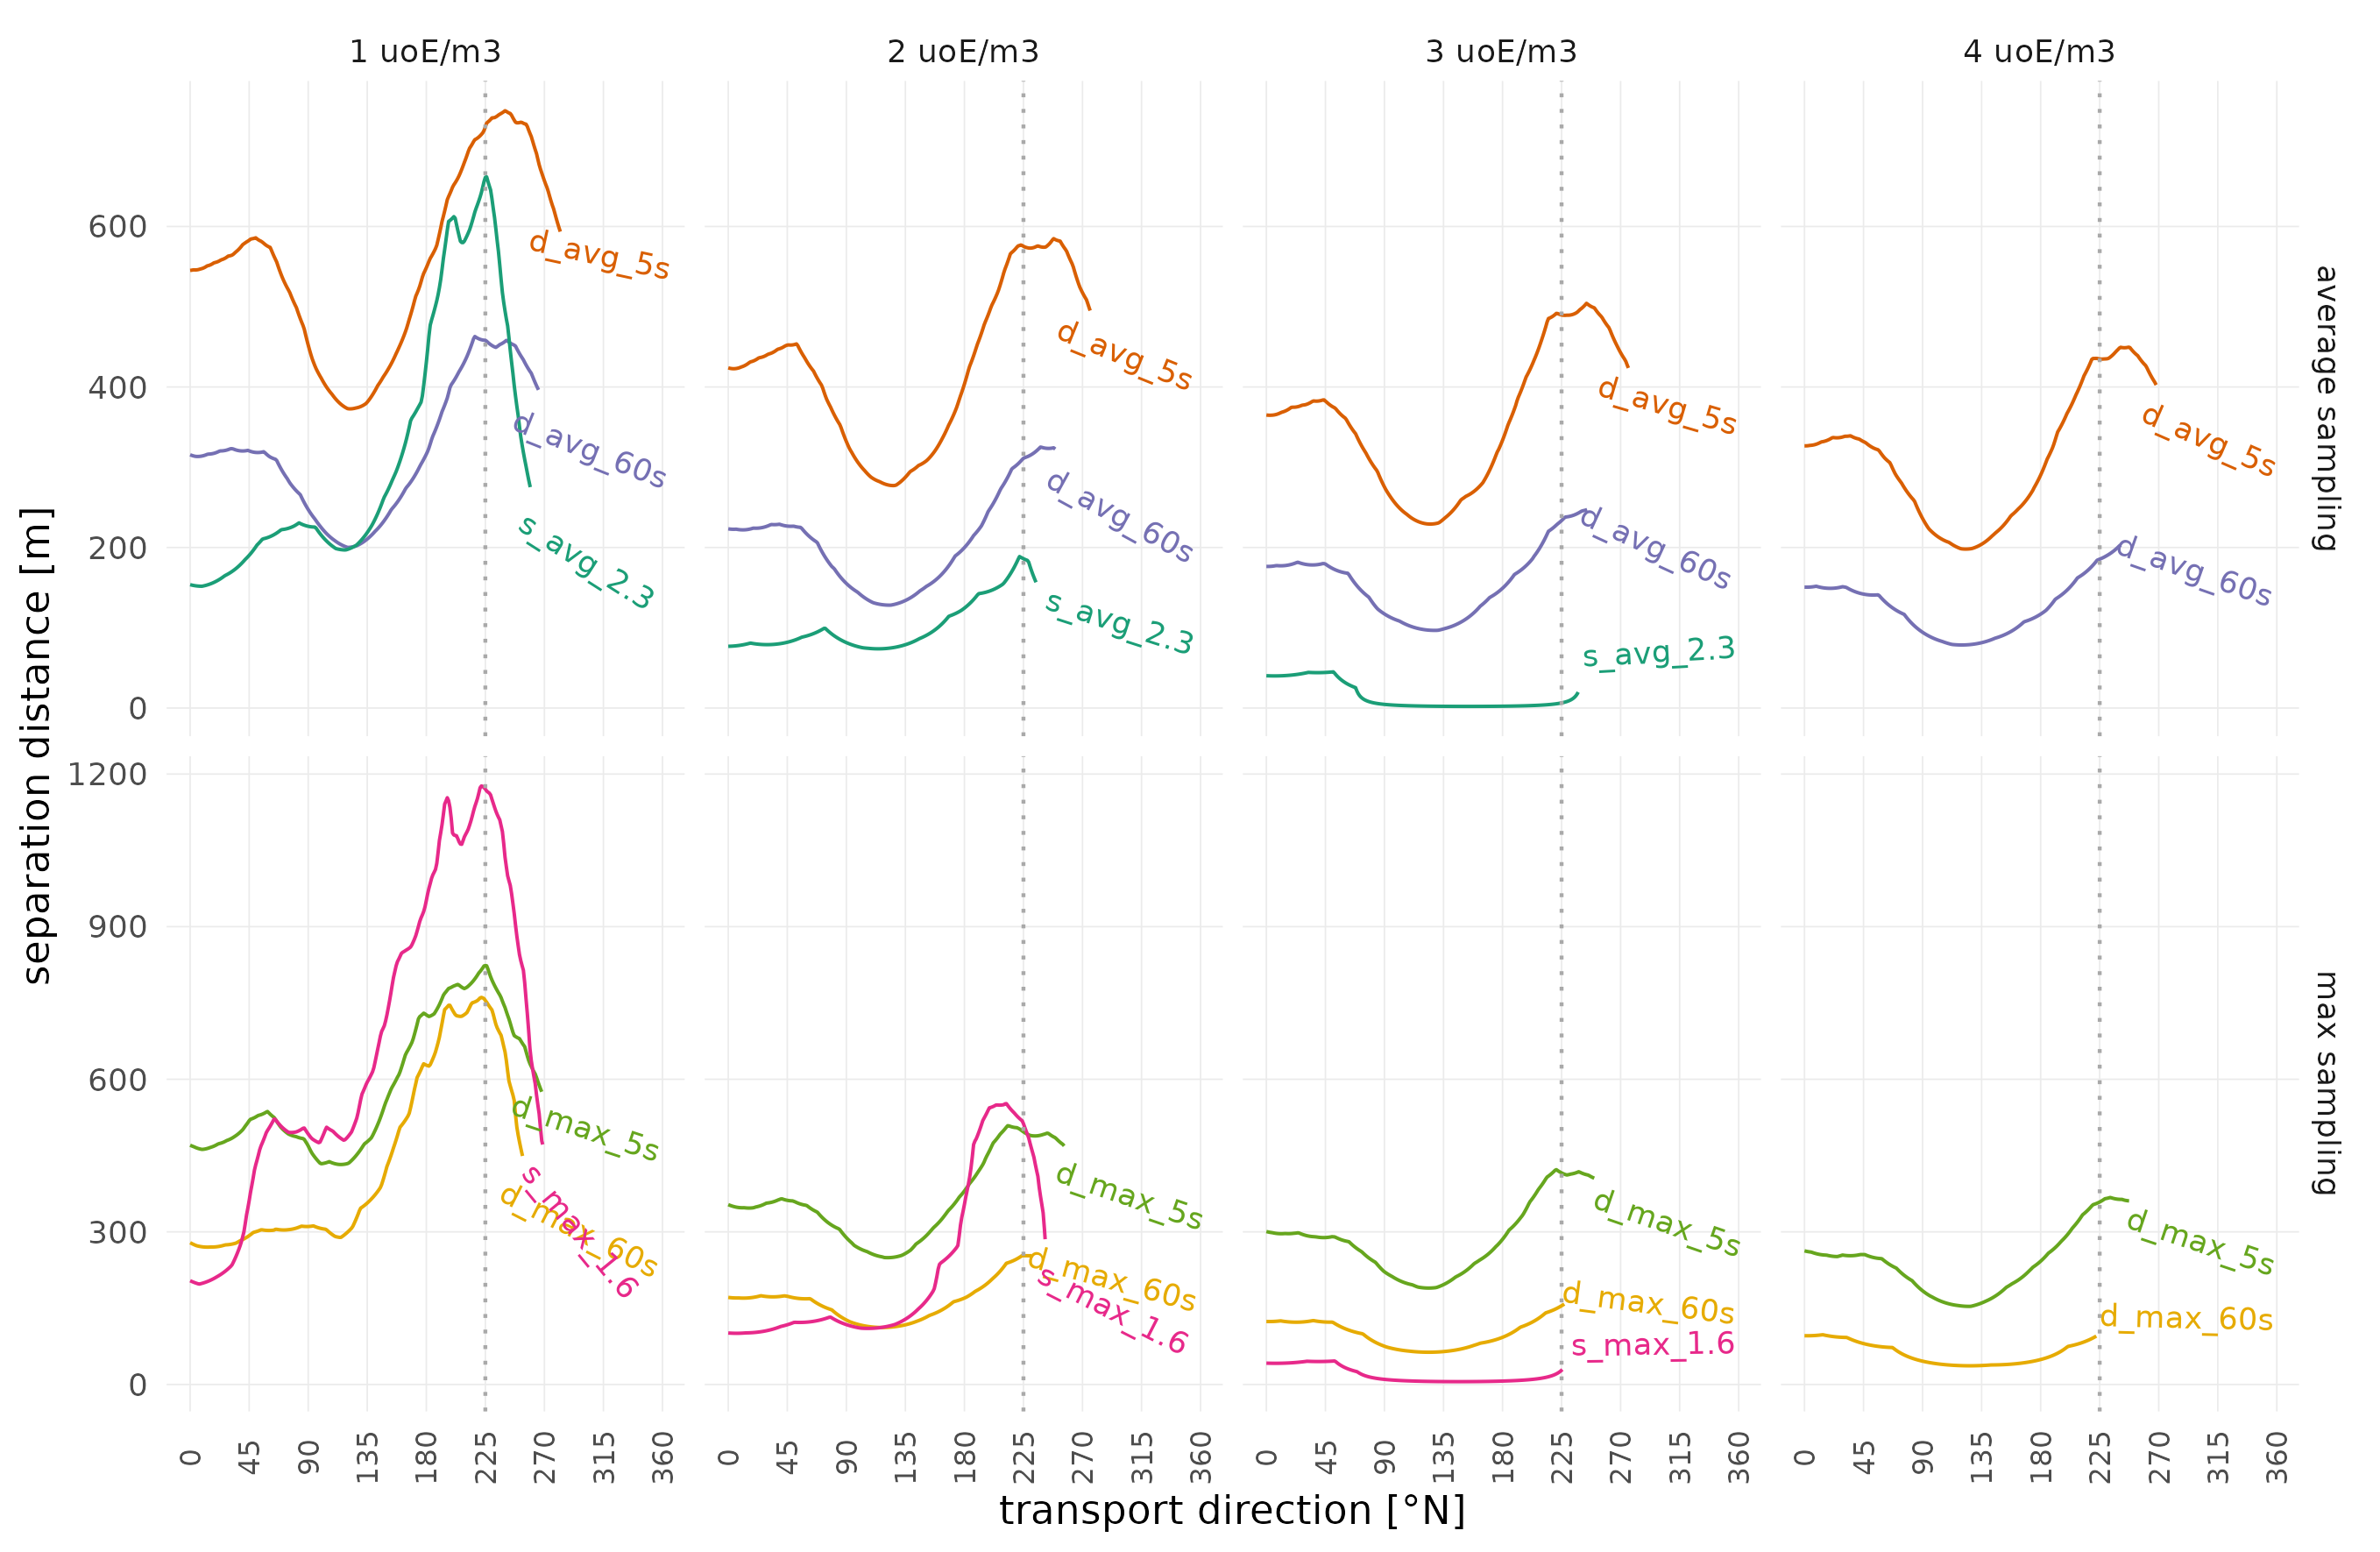 1 uoE/m3
2 uoE/m3
3 uoE/m3
4 uoE/m3
separation distance [m]
600
400
200
0
d_avg_5s
d_avg_60s
s_avg_2.3
d_avg_5s
d_avg_60s
s_avg_2.3
d_avg_5s
d_avg_60s
s_avg_2.3
d_avg_5s
d_avg_60s
average sampling
1200
900
600
300
0
d_max_5s
d_max_60s
s_max_1.6
d_max_5s
d_max_60s
s_max_1.6
d_max_5s
d_max_60s
s_max_1.6
d_max_5s
d_max_60s
max sampling
0 45 90 135 180 225 270 315 360
0 45 90 135 180 225 270 315 360
0 45 90 135 180 225 270 315 360
0 45 90 135 180 225 270 315 360
transport direction [°N]